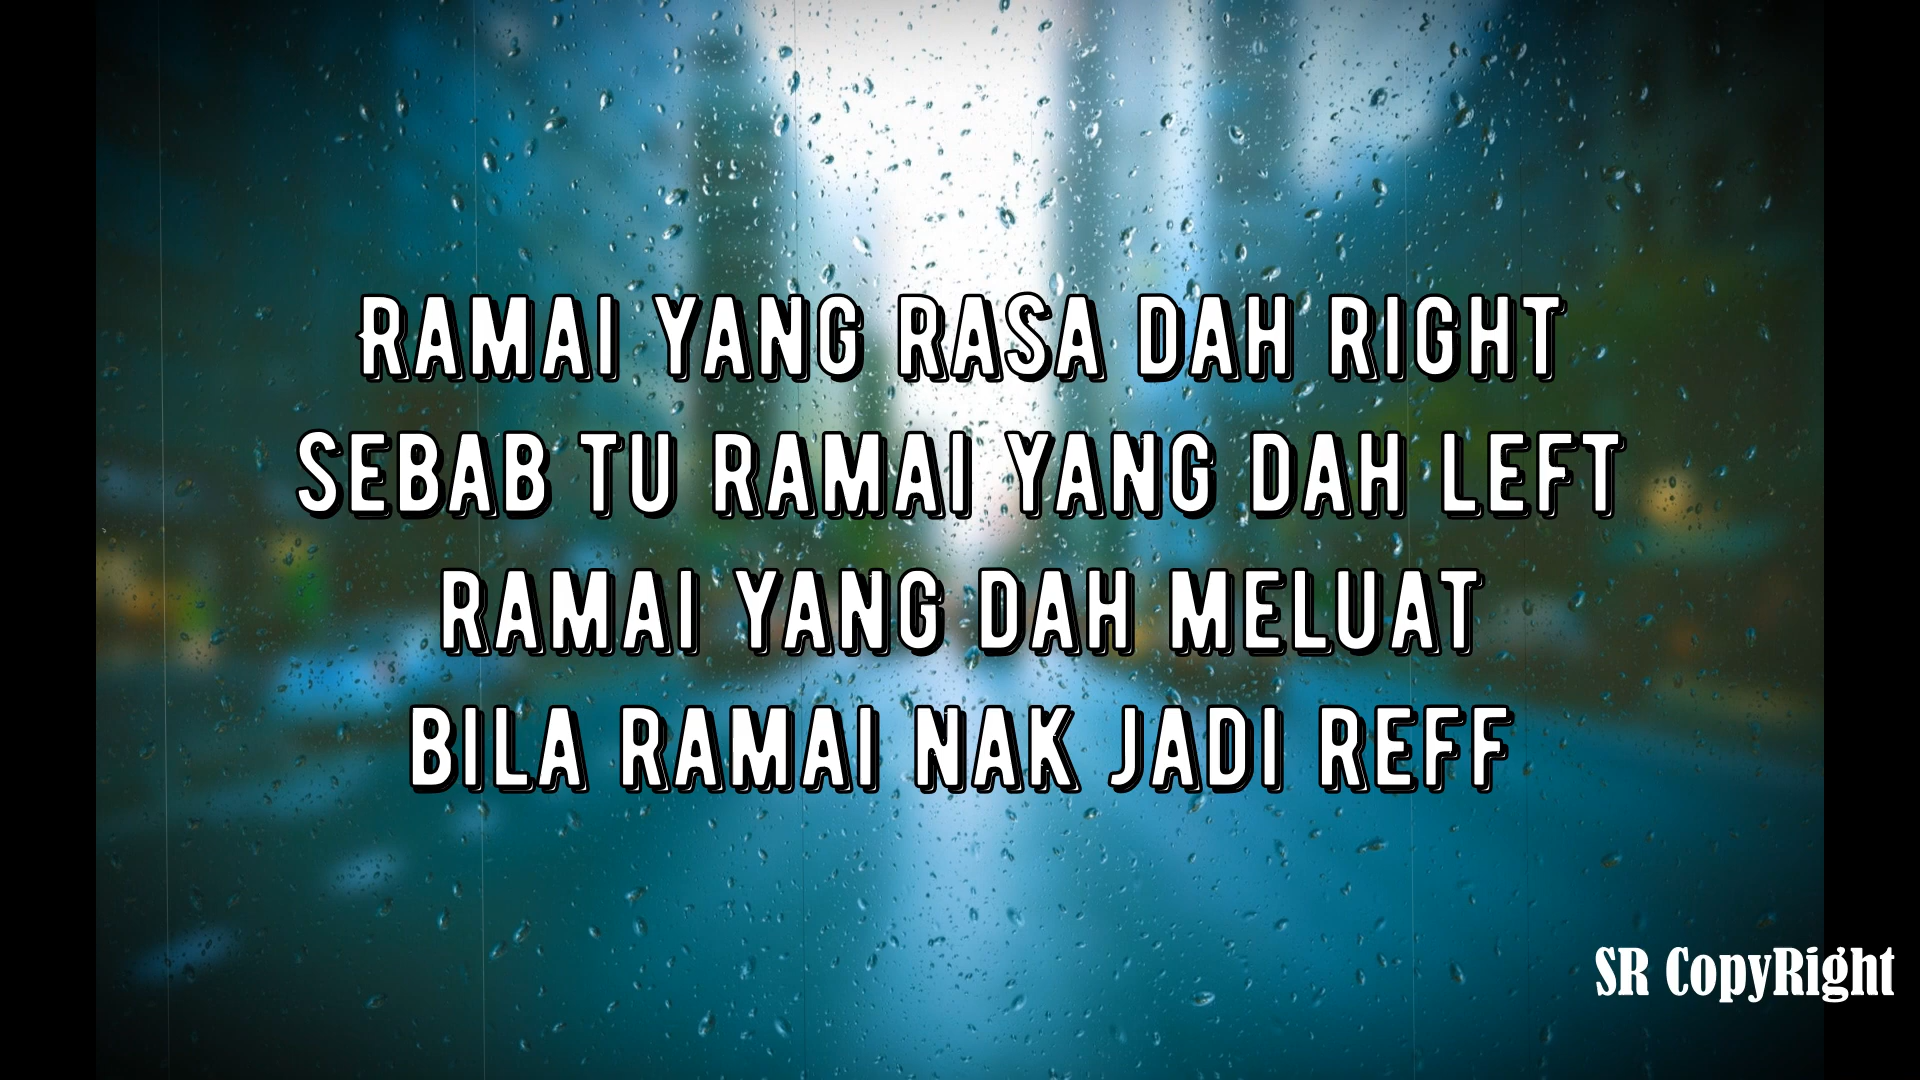 RAMAI YANG RASA DAH RIGHT
SEBAB TU RAMAI YANG DAH LEFT
RAMAI YANG DAH MELUAT
BILA RAMAI NAK JADI REFF
SR CopyRight